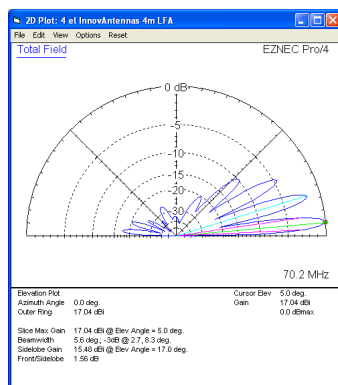 2D Plot: 4 el InnovAntennas 4m LFA
File Edit View Options Reset
Total Field
EZNEC Pro/4
0 dB
-5
-10
-15
-20
-30
70.2 MHz
Elevation Plot
Azimuth Angle 0.0 deg.
Outer Ring 17.04 dBi
Cursor Elev 5.0 deg.
Gain 17.04 dBi
0.0 dBmax
Slice Max Gain 17.04 dBi @ Elev Angle = 5.0 deg.
Beamwidth 5.6 deg.; -3dB @ 2.7, 8.3 deg.
Sidelobe Gain 15.48 dBi @ Elev Angle = 17.0 deg.
Front/Sidelobe 1.56 dB